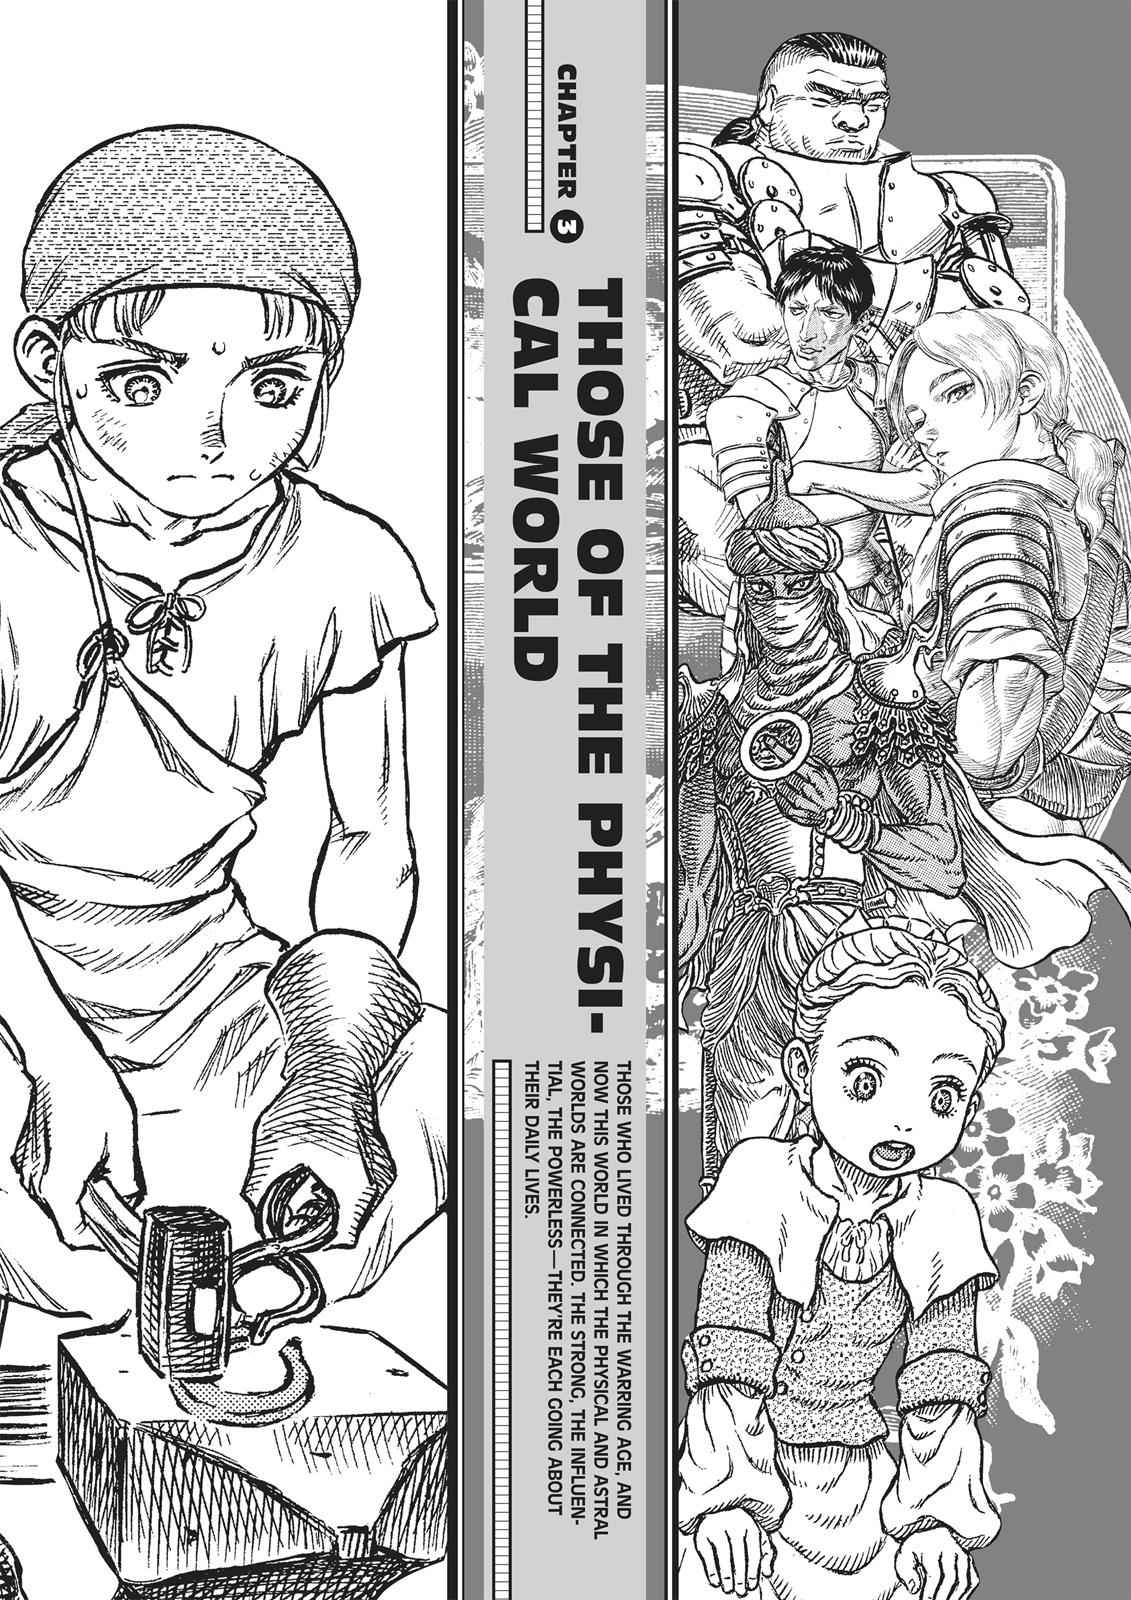 CHAPTER 3
THOSE OF THE PHYSI-
CAL WORLD
THOSE WHO LIVED THROUGH THE WARRING AGE, AND
NOW THIS WORLD IN WHICH THE PHYSICAL AND ASTRAL
WORLDS ARE CONNECTED. THE STRONG, THE INFLUEN-
TIAL, THE POWERLESS—THEY'RE EACH GOING ABOUT
THEIR DAILY LIVES.